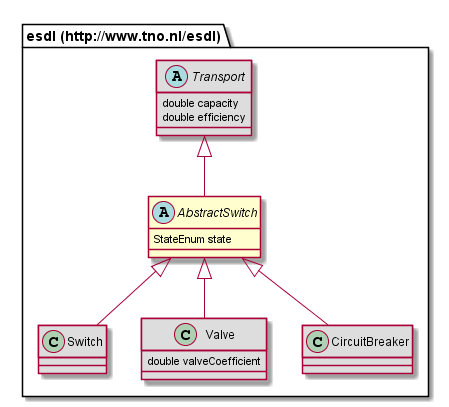 esdl (http://www.tno.nl/esdl)
A Transport
double capacity
double efficiency
A AbstractSwitch
StateEnum state
C Switch
C Valve
double valveCoefficient
C CircuitBreaker